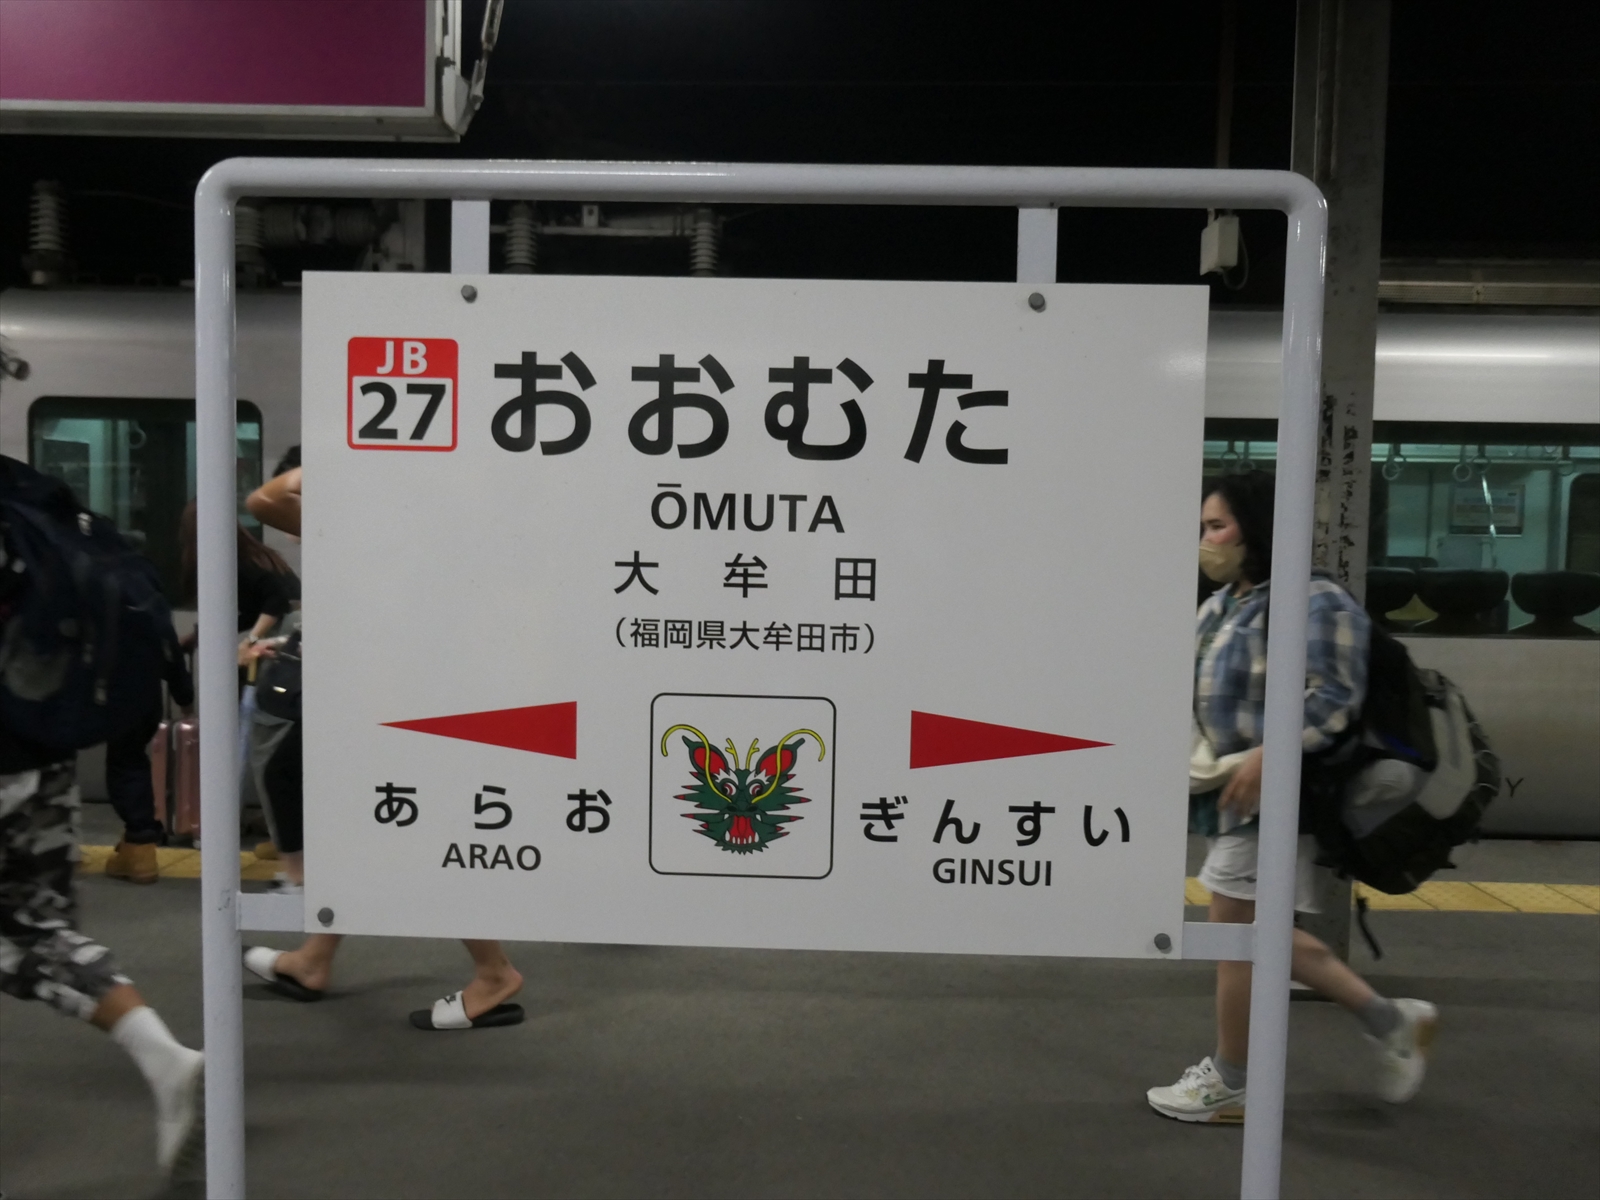 JB
27
おおむた
ŌMUTA
大牟田
（福岡県大牟田市）
あらお
ARAO
ぎんすい
GINSUI